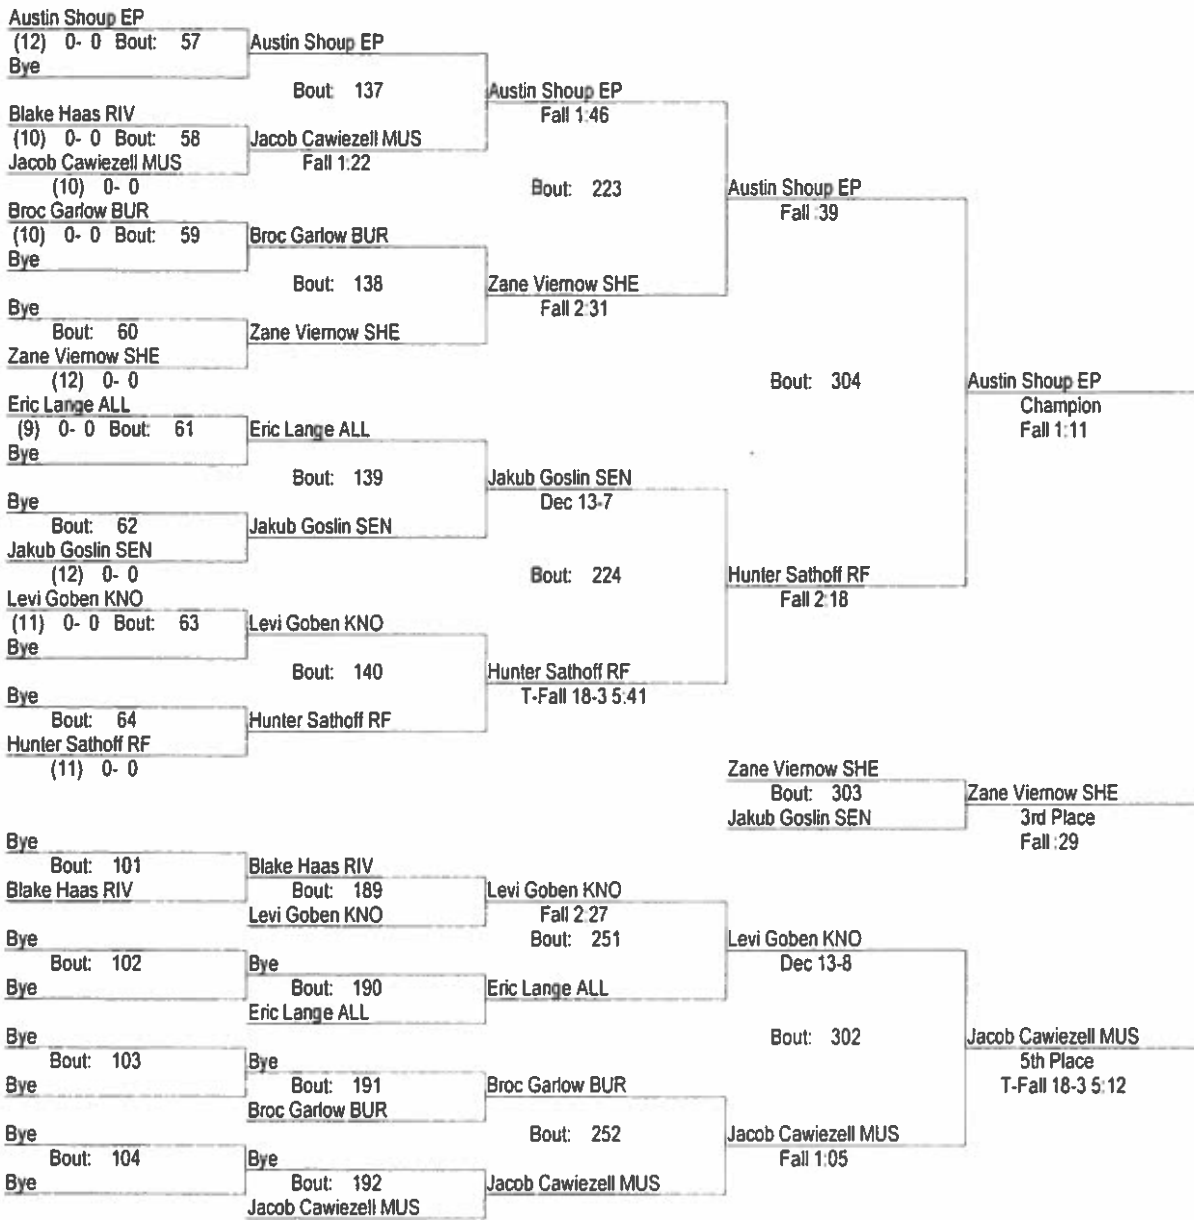 Austin Shoup EP
(12) 0- 0 Bout: 57
Bye
Austin Shoup EP
Bout: 137
Blake Haas RIV
(10) 0- 0 Bout: 58
Jacob Cawiezell MUS
(10) 0- 0
Jacob Cawiezell MUS
Fall 1:22
Austin Shoup EP
Fall 1:46
Bout: 223
Broc Garlow BUR
(10) 0- 0 Bout: 59
Bye
Broc Garlow BUR
Bout: 138
Bye
Bout: 60
Zane Viernow SHE
(12) 0- 0
Zane Viernow SHE
Zane Viernow SHE
Fall 2:31
Austin Shoup EP
Fall :39
Bout: 304
Eric Lange ALL
(9) 0- 0 Bout: 61
Bye
Eric Lange ALL
Bout: 139
Bye
Bout: 62
Jakub Goslin SEN
(12) 0- 0
Jakub Goslin SEN
Jakub Goslin SEN
Dec 13-7
Bout: 224
Levi Goben KNO
(11) 0- 0 Bout: 63
Bye
Levi Goben KNO
Bout: 140
Bye
Bout: 64
Hunter Sathoff RF
(11) 0- 0
Hunter Sathoff RF
Hunter Sathoff RF
T-Fall 18-3 5:41
Hunter Sathoff RF
Fall 2:18
Austin Shoup EP
Champion
Fall 1:11
Zane Viernow SHE
Bout: 303
Jakub Goslin SEN
Zane Viernow SHE
3rd Place
Fall :29
Bye
Bout: 101
Blake Haas RIV
Blake Haas RIV
Bout: 189
Levi Goben KNO
Levi Goben KNO
Fall 2:27
Bout: 251
Bye
Bout: 102
Bye
Bye
Bout: 190
Eric Lange ALL
Eric Lange ALL
Levi Goben KNO
Dec 13-8
Bout: 302
Bye
Bout: 103
Bye
Bye
Bout: 191
Broc Garlow BUR
Broc Garlow BUR
Bout: 252
Bye
Bout: 104
Bye
Bye
Bout: 192
Jacob Cawiezell MUS
Jacob Cawiezell MUS
Jacob Cawiezell MUS
Fall 1:05
Jacob Cawiezell MUS
5th Place
T-Fall 18-3 5:12